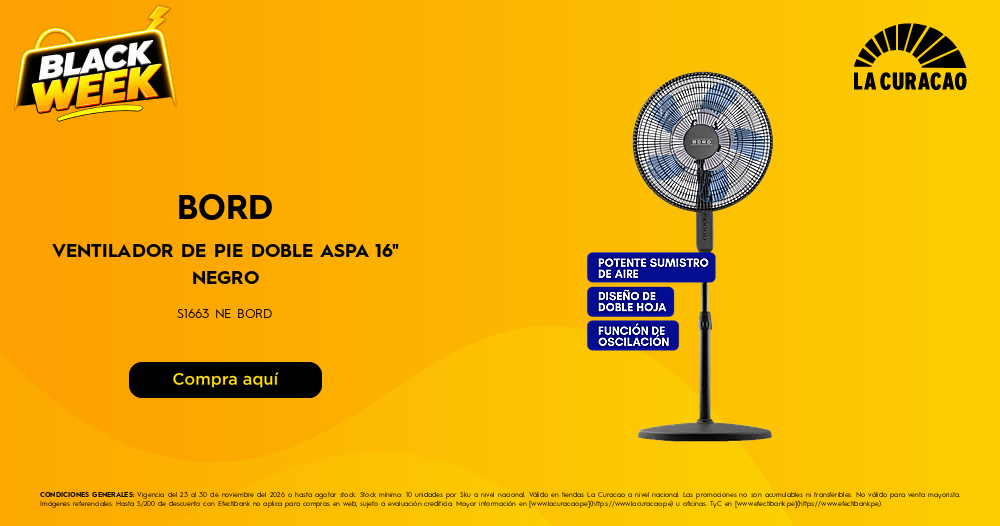 BLACK
WEEK
LA CURACAO
BORD
BORD
VENTILADOR DE PIE DOBLE ASPA 16"
NEGRO
S1663 NE BORD
POTENTE SUMISTRO
DE AIRE
DISEÑO DE
DOBLE HOJA
FUNCIÓN DE
OSCILACIÓN
Compra aquí
CONDICIONES GENERALES: Vigencia del 23 al 30 de noviembre del 2026 o hasta agotar stock. Stock mínimo: 10 unidades por Sku a nivel nacional. Válido en tiendas La Curacao a nivel nacional. Las promociones no son acumulables ni transferibles. No válido para venta mayorista.
Imágenes referenciales. Hasta S/200 de descuento con Efectibank no aplica para compras en web, sujeto a evaluación crediticia. Mayor información en [www.lacuracao.pe](https://www.lacuracao.pe) u oficinas. TyC en [www.efectibank.pe](https://www.efectibank.pe).